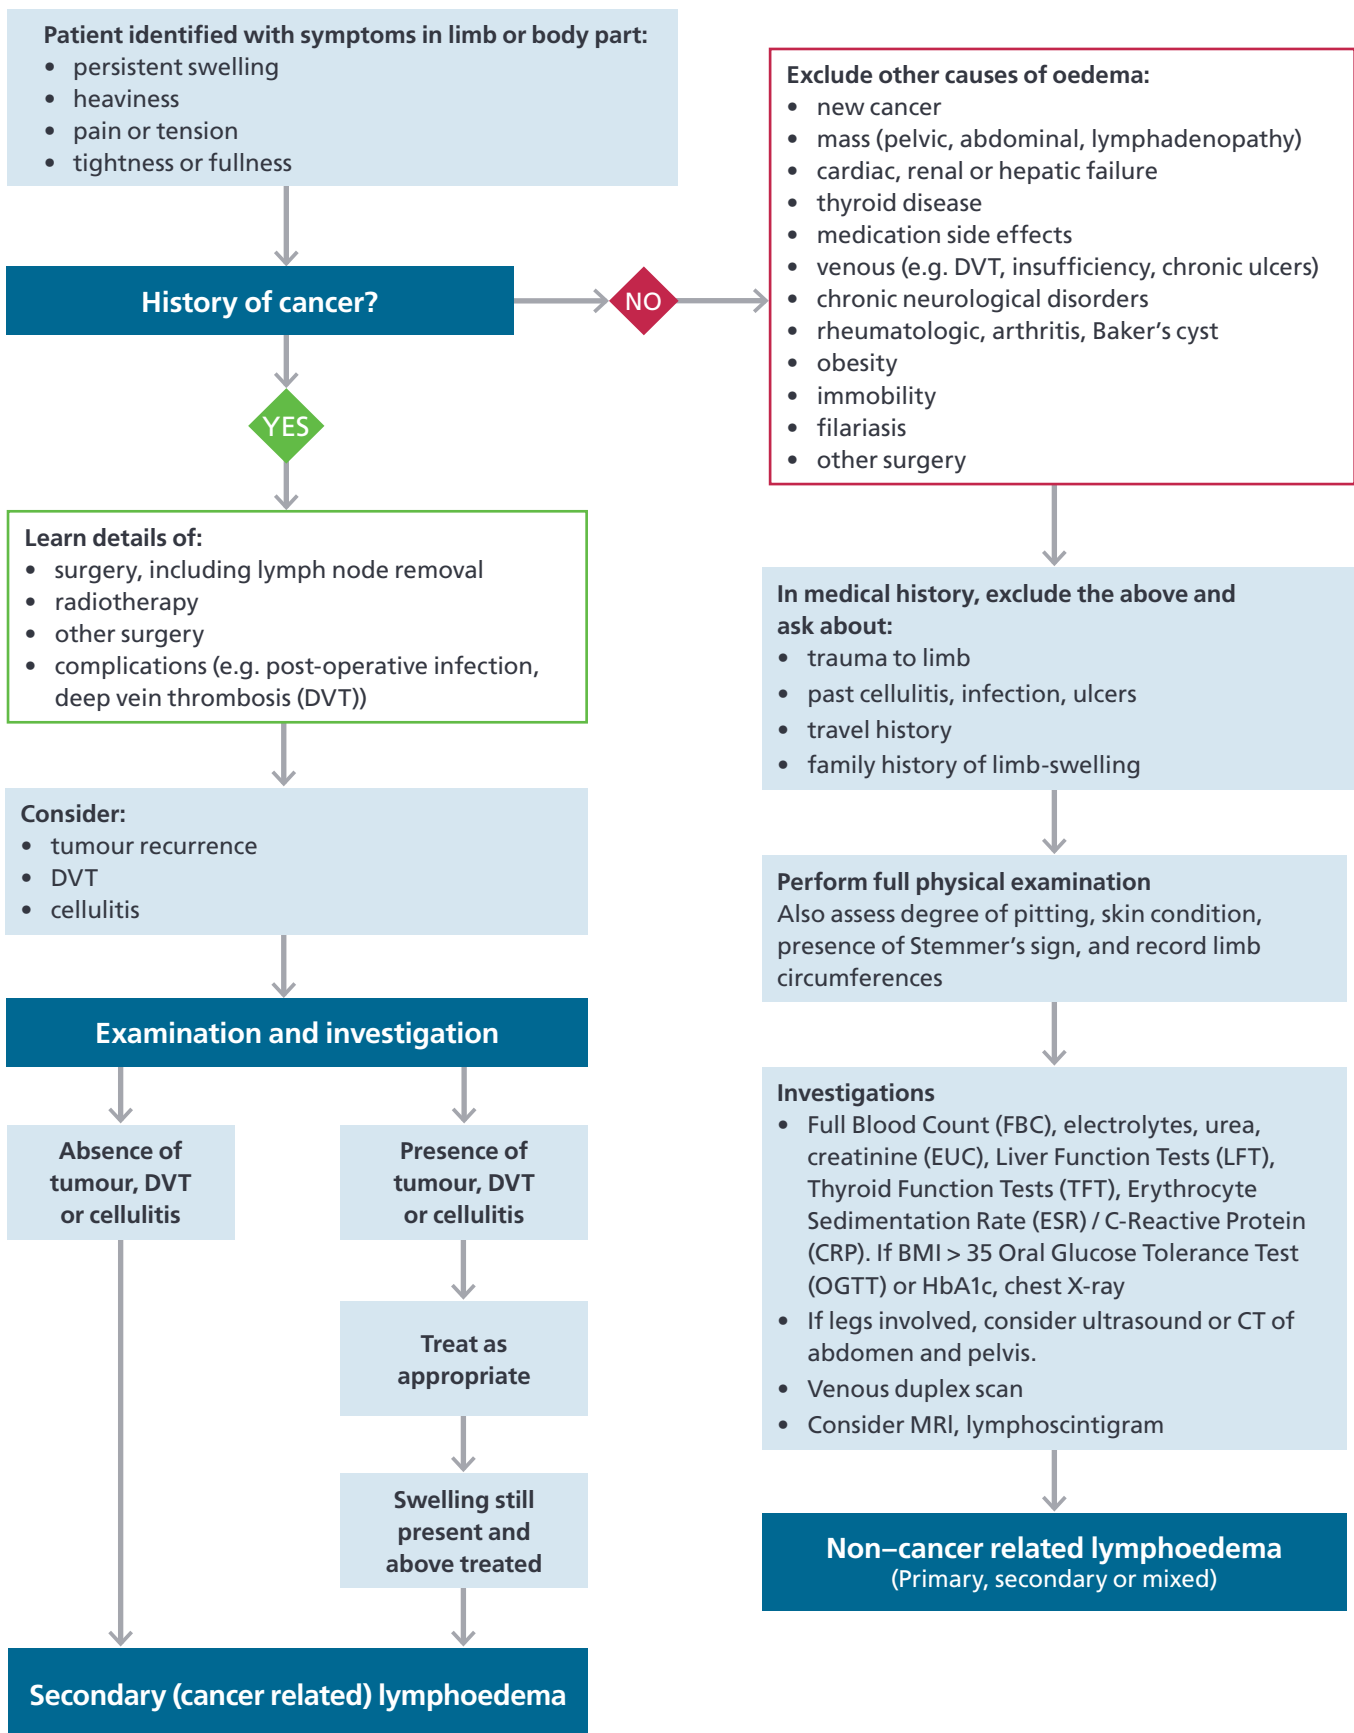 Patient identified with symptoms in limb or body part:
• persistent swelling
• heaviness
• pain or tension
• tightness or fullness
History of cancer?
NO
Exclude other causes of oedema:
• new cancer
• mass (pelvic, abdominal, lymphadenopathy)
• cardiac, renal or hepatic failure
• thyroid disease
• medication side effects
• venous (e.g. DVT, insufficiency, chronic ulcers)
• chronic neurological disorders
• rheumatologic, arthritis, Baker's cyst
• obesity
• immobility
• filariasis
• other surgery
YES
Learn details of:
• surgery, including lymph node removal
• radiotherapy
• other surgery
• complications (e.g. post-operative infection,
deep vein thrombosis (DVT))
Consider:
• tumour recurrence
• DVT
• cellulitis
Examination and investigation
Absence of
tumour, DVT
or cellulitis
Presence of
tumour, DVT
or cellulitis
Treat as
appropriate
Swelling still
present and
above treated
Secondary (cancer related) lymphoedema
In medical history, exclude the above and
ask about:
• trauma to limb
• past cellulitis, infection, ulcers
• travel history
• family history of limb-swelling
Perform full physical examination
Also assess degree of pitting, skin condition,
presence of Stemmer's sign, and record limb
circumferences
Investigations
• Full Blood Count (FBC), electrolytes, urea,
creatinine (EUC), Liver Function Tests (LFT),
Thyroid Function Tests (TFT), Erythrocyte
Sedimentation Rate (ESR) / C-Reactive Protein
(CRP). If BMI > 35 Oral Glucose Tolerance Test
(OGTT) or HbA1c, chest X-ray
• If legs involved, consider ultrasound or CT of
abdomen and pelvis.
• Venous duplex scan
• Consider MRI, lymphoscintigram
Non–cancer related lymphoedema
(Primary, secondary or mixed)